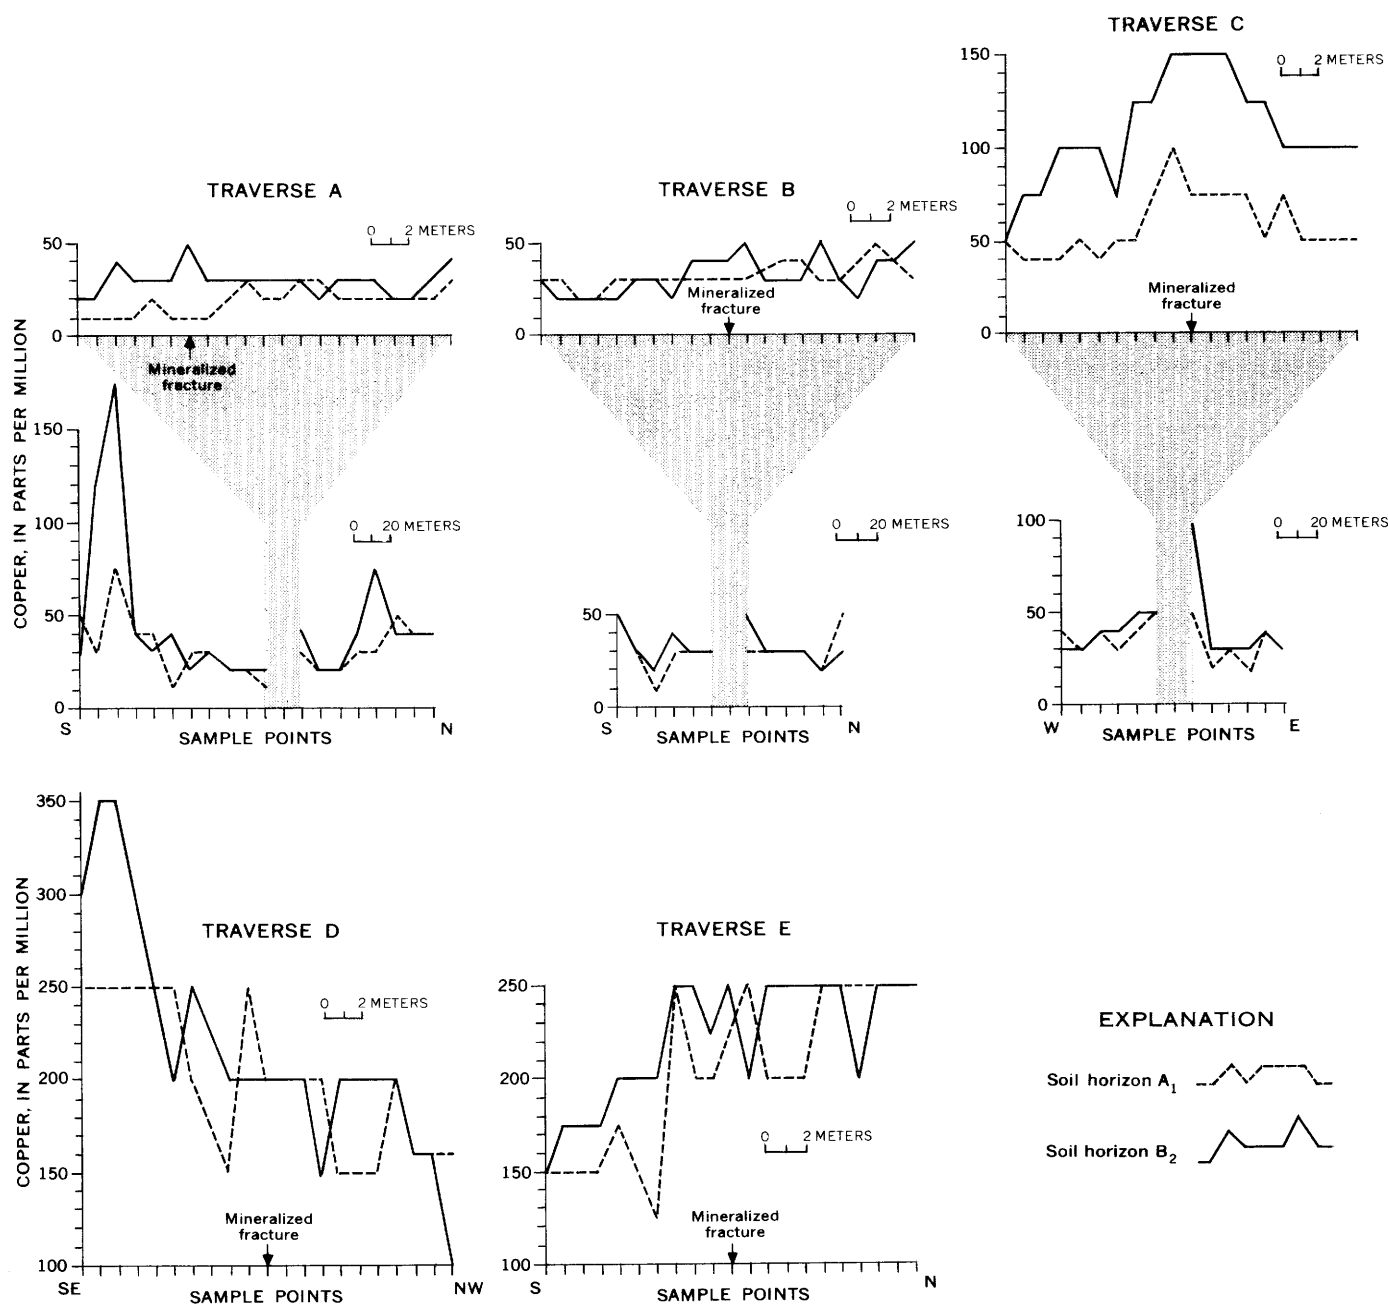 TRAVERSE C
150
0 2 METERS
100
50
0
Mineralized
fracture
TRAVERSE A
0 2 METERS
50
0
Mineralized
fracture
TRAVERSE B
0 2 METERS
50
0
Mineralized
fracture
COPPER, IN PARTS PER MILLION
150
100
50
0
0 20 METERS
S
SAMPLE POINTS
N
50
0
0 20 METERS
S
SAMPLE POINTS
N
100
50
0
0 20 METERS
W
SAMPLE POINTS
E
COPPER, IN PARTS PER MILLION
350
300
250
200
150
100
TRAVERSE D
0 2 METERS
Mineralized
fracture
SE
SAMPLE POINTS
NW
TRAVERSE E
250
200
150
100
0 2 METERS
Mineralized
fracture
S
SAMPLE POINTS
N
EXPLANATION
Soil horizon A1
Soil horizon B2